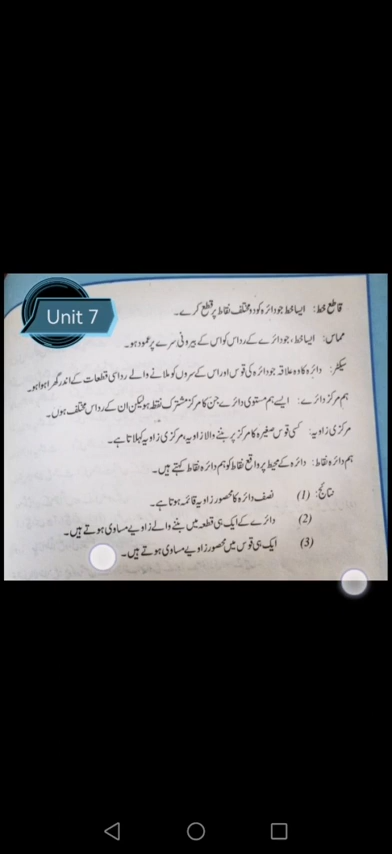 Unit 7
قاطع خط: ایسا خط جو دائرہ کو دو مختلف نقاط پر قطع کرے۔
مماس: ایسا خط، جو دائرے کے رداس کو اس کے بیرونی سرے پر عمود ہو۔
سیکٹر: دائرہ کا وہ علاقہ جو دائرہ کی قوس اور اس کے سروں کو ملانے والے رداسی قطعات کے اندر گھرا ہوا ہو۔
ہم مرکز دائرے: ایسے ہم مستوی دائرے جن کا مرکز مشترک نقطہ ہو لیکن ان کے رداس مختلف ہوں۔
مرکزی زاویہ: کسی قوس صغیرہ کا مرکز پر بننے والا زاویہ، مرکزی زاویہ کہلاتا ہے۔
ہم دائرہ نقاط: دائرہ کے محیط پر واقع نقاط کو ہم دائرہ نقاط کہتے ہیں۔
نتائج: (1) نصف دائرہ کا محصور زاویہ قائمہ ہوتا ہے۔
(2) دائرے کے ایک ہی قطعہ میں بننے والے زاویے مساوی ہوتے ہیں۔
(3) ایک ہی قوس میں محصور زاویے مساوی ہوتے ہیں۔